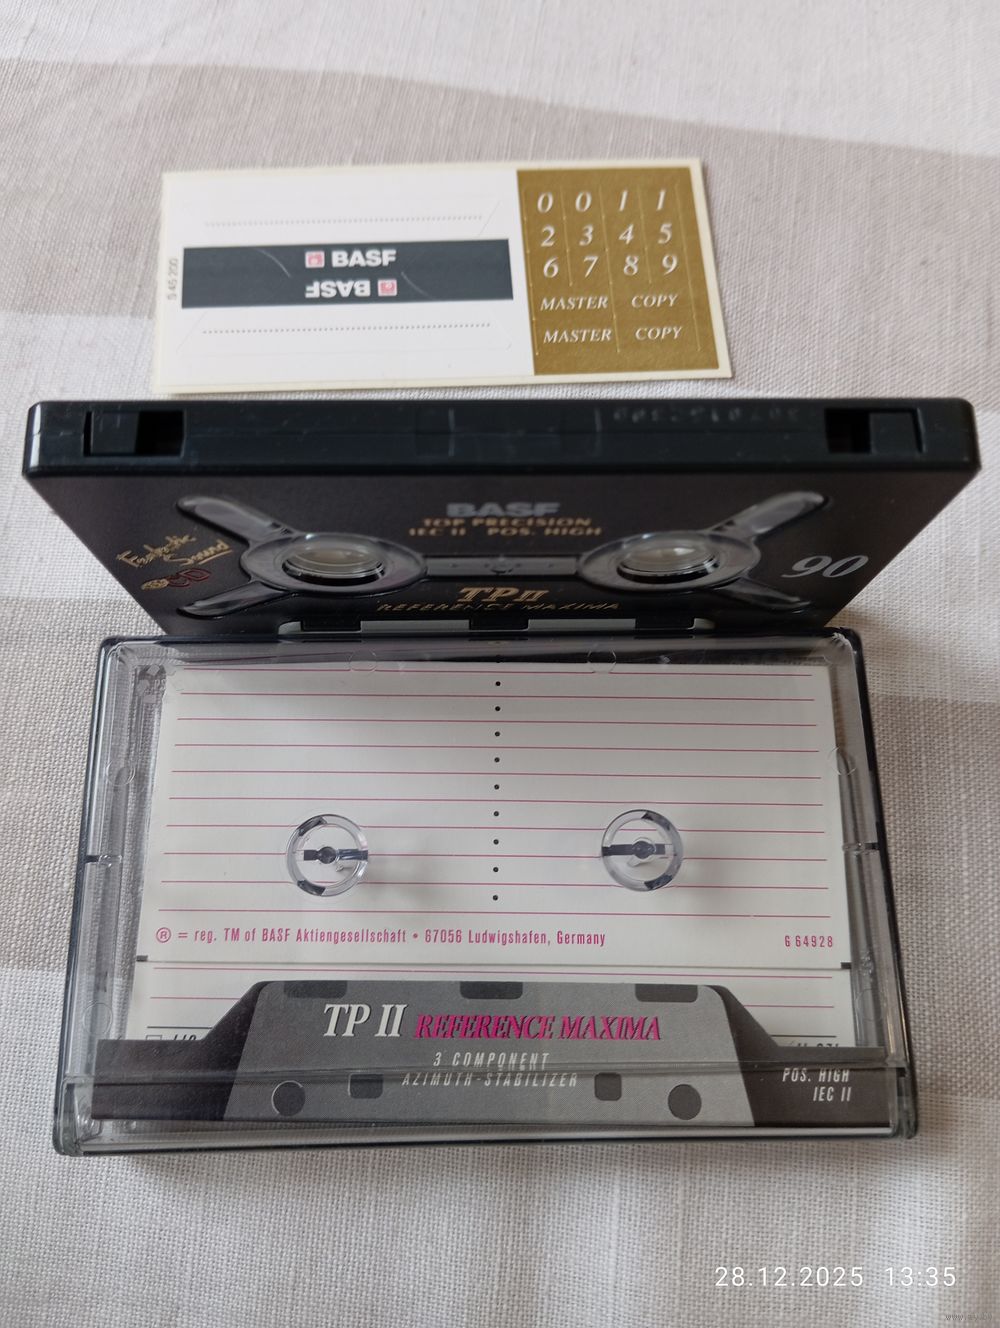 S 45 200
BASF
BASF
0 0 1 1
2 3 4 5
6 7 8 9
MASTER COPY
MASTER COPY
BASF
TOP PRECISION
IEC II POS. HIGH
Fantastic
Sound
90
TP II
REFERENCE MAXIMA
® = reg. TM of BASF Aktiengesellschaft • 67056 Ludwigshafen, Germany
G 64928
TP II REFERENCE MAXIMA
3 COMPONENT
AZIMUTH-STABILIZER
POS. HIGH
IEC II
28.12.2025 13:35